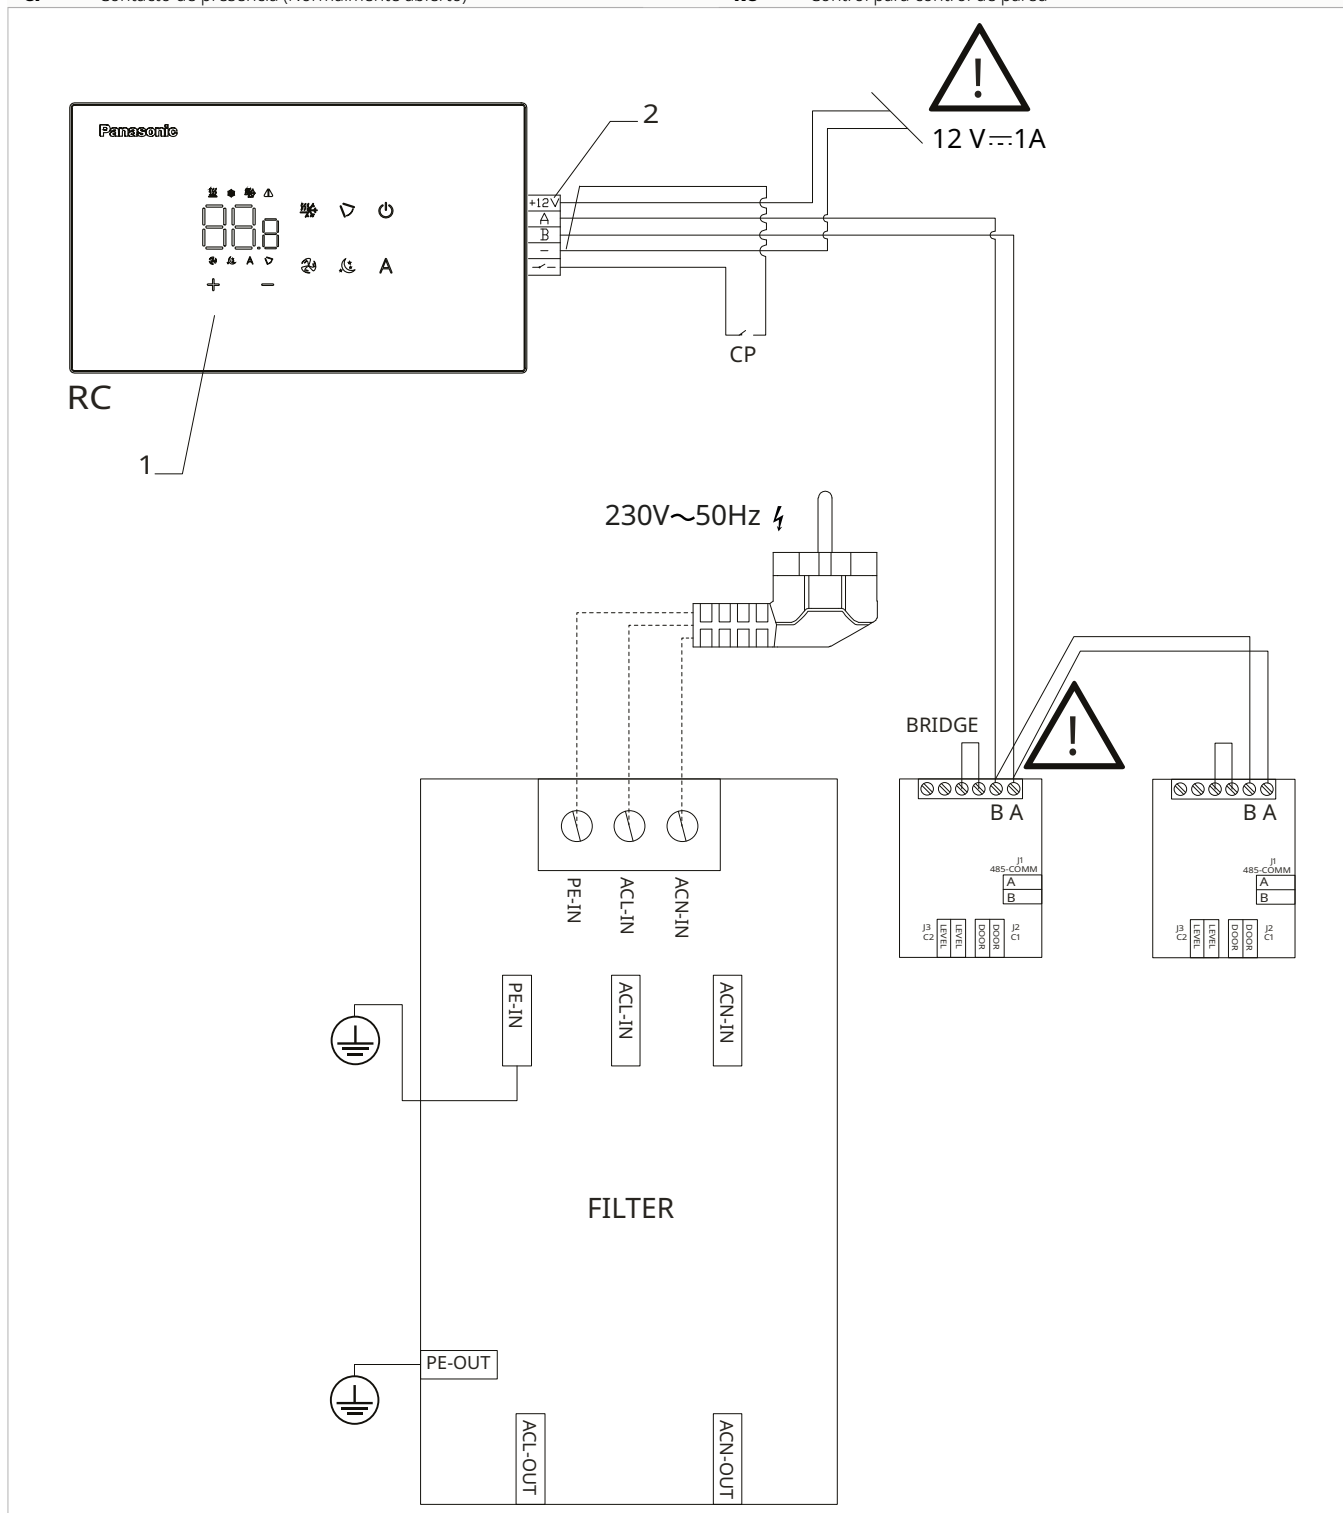 CP Contacto de presencia (Normalmente abierto)
RC Control para control de pared
Panasonic
2
12 V 1A
+12V
A
B
-
88.8
A
A
+ -
CP
RC
1
230V~50Hz
BRIDGE
B A
B A
J1
485-COMM
A
B
J3
C2
LEVEL
LEVEL
DOOR
DOOR
J2
C1
J1
485-COMM
A
B
J3
C2
LEVEL
LEVEL
DOOR
DOOR
J2
C1
PE-IN
ACL-IN
ACN-IN
PE-IN
ACL-IN
ACN-IN
FILTER
PE-OUT
ACL-OUT
ACN-OUT